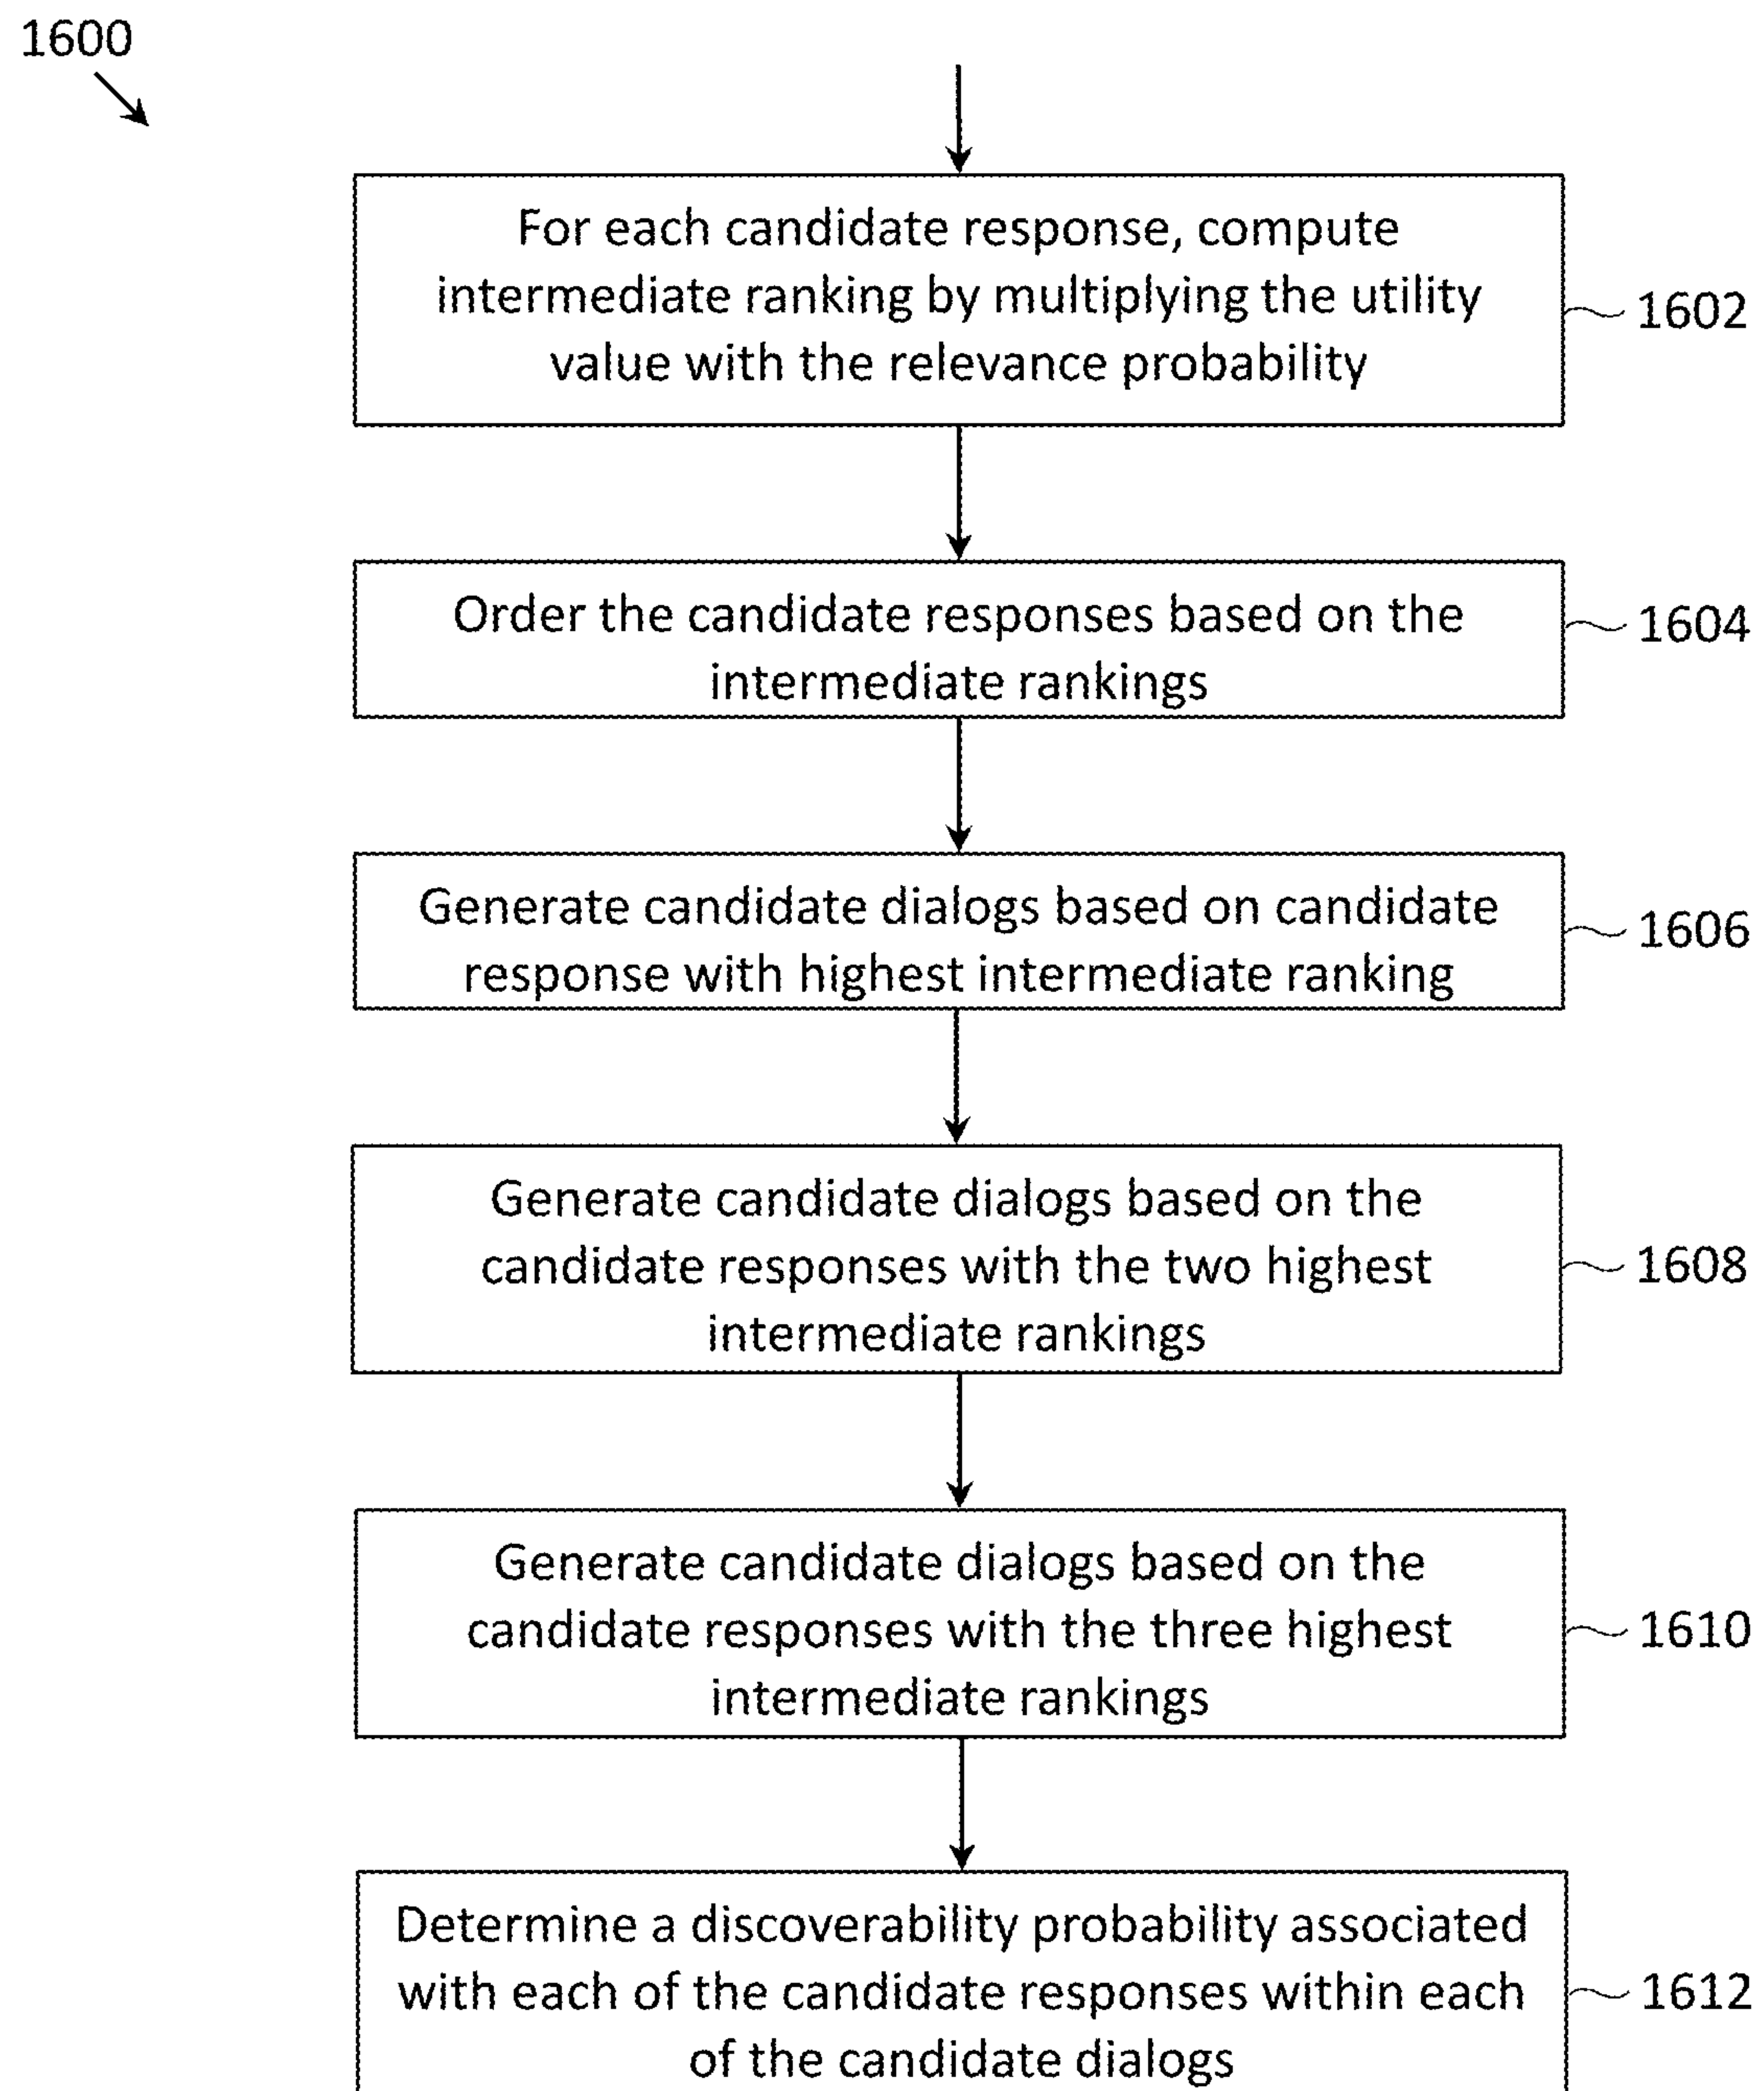 1600
For each candidate response, compute
intermediate ranking by multiplying the utility
value with the relevance probability
1602
Order the candidate responses based on the
intermediate rankings
1604
Generate candidate dialogs based on candidate
response with highest intermediate ranking
1606
Generate candidate dialogs based on the
candidate responses with the two highest
intermediate rankings
1608
Generate candidate dialogs based on the
candidate responses with the three highest
intermediate rankings
1610
Determine a discoverability probability associated
with each of the candidate responses within each
of the candidate dialogs
1612